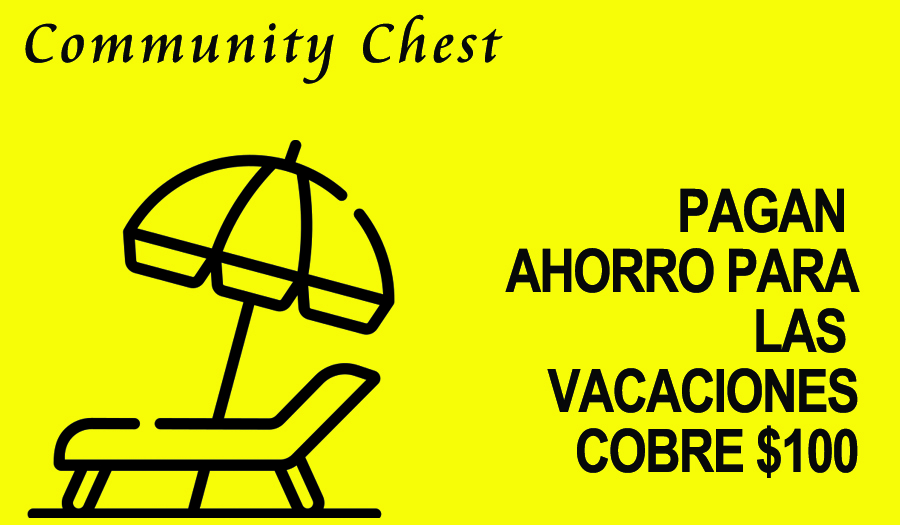 Community Chest
PAGAN
AHORRO PARA
LAS
VACACIONES
COBRE $100